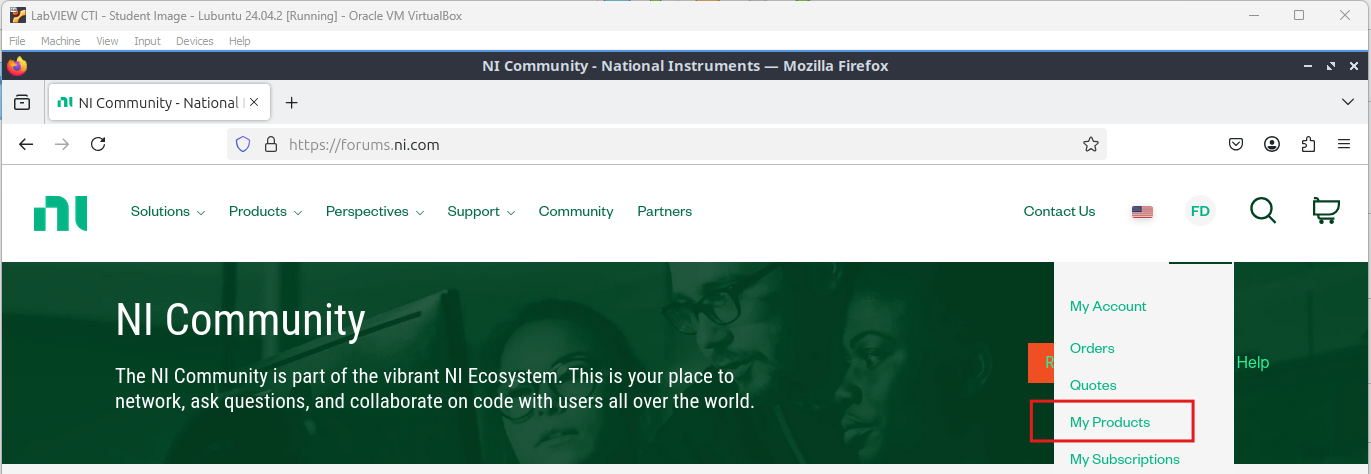 LabVIEW CTI - Student Image - Lubuntu 24.04.2 [Running] - Oracle VM VirtualBox
File Machine View Input Devices Help
NI Community - National Instruments — Mozilla Firefox
NI Community - National
https://forums.ni.com
ni Solutions Products Perspectives Support Community Partners Contact Us FD
NI Community
The NI Community is part of the vibrant NI Ecosystem. This is your place to
network, ask questions, and collaborate on code with users all over the world.
My Account
Orders
R Help
Quotes
My Products
My Subscriptions